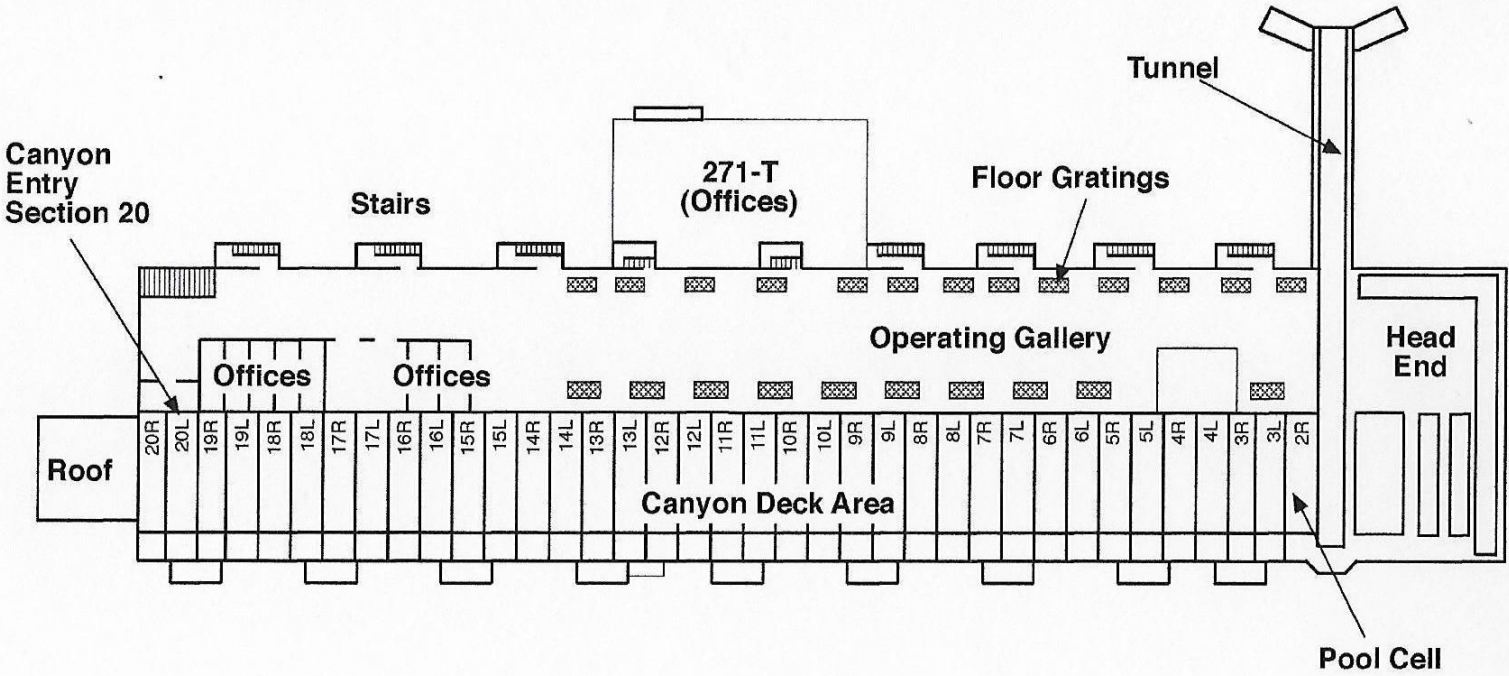 Tunnel
Canyon
Entry
Section 20
271-T
(Offices)
Floor Gratings
Stairs
Operating Gallery
Head
End
Offices
Offices
Roof
20R
20L
19R
19L
18R
18L
17R
17L
16R
16L
15R
15L
14R
14L
13R
13L
12R
12L
11R
11L
10R
10L
9R
9L
8R
8L
7R
7L
6R
6L
5R
5L
4R
4L
3R
3L
2R
Canyon Deck Area
Pool Cell